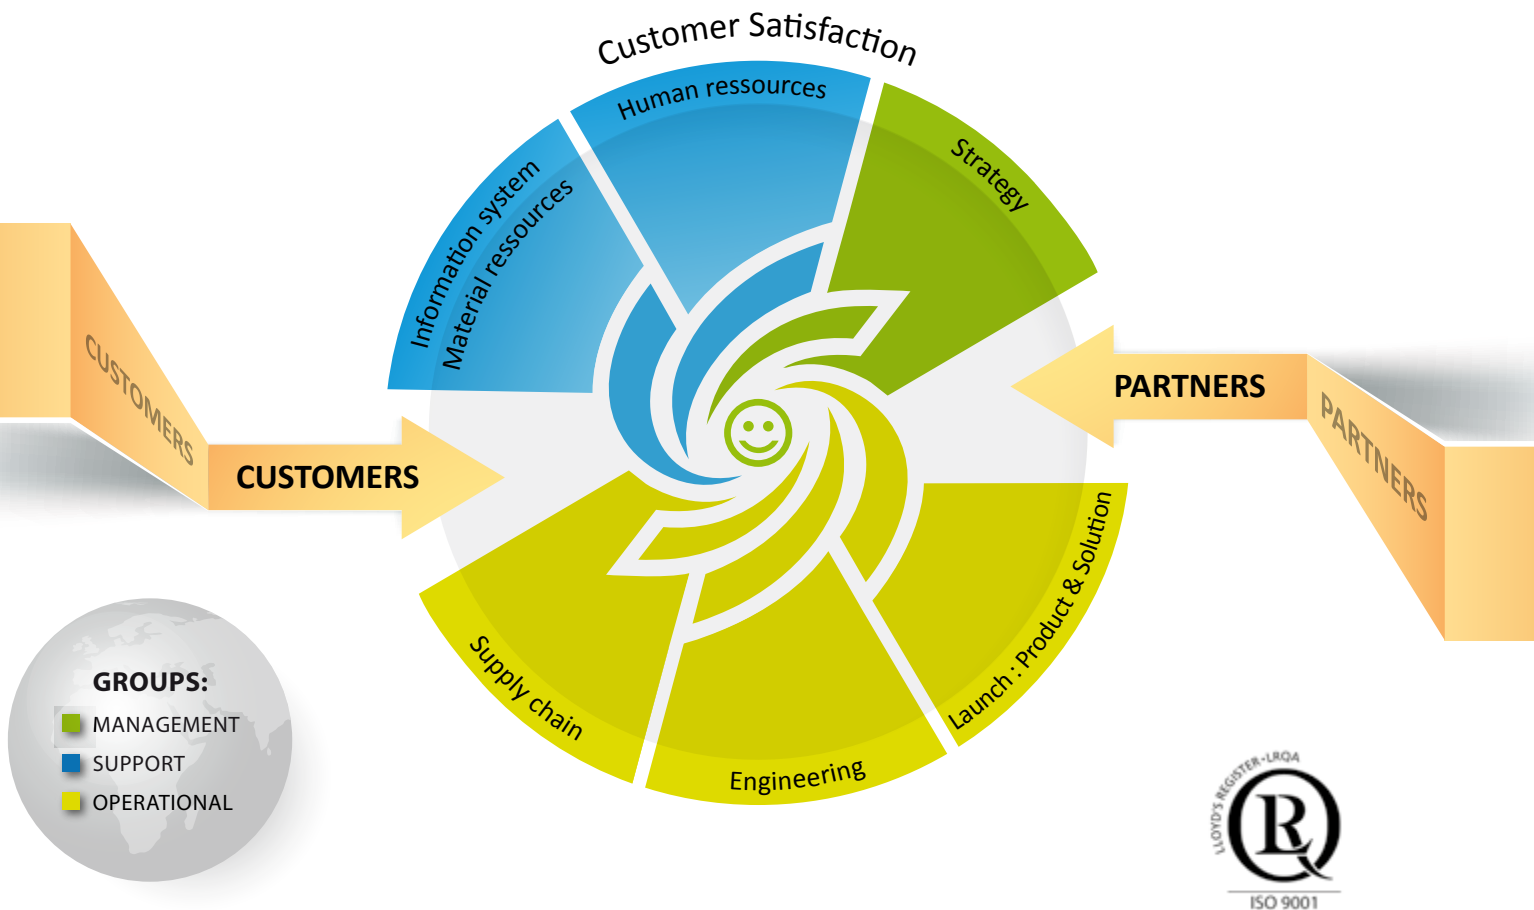 Customer Satisfaction
Human ressources
Strategy
Information system
Material ressources
CUSTOMERS
CUSTOMERS
PARTNERS
PARTNERS
Launch : Product & Solution
Engineering
Supply chain
GROUPS:
MANAGEMENT
SUPPORT
OPERATIONAL
LLOYD'S REGISTER•LRQA
LRQ
ISO 9001